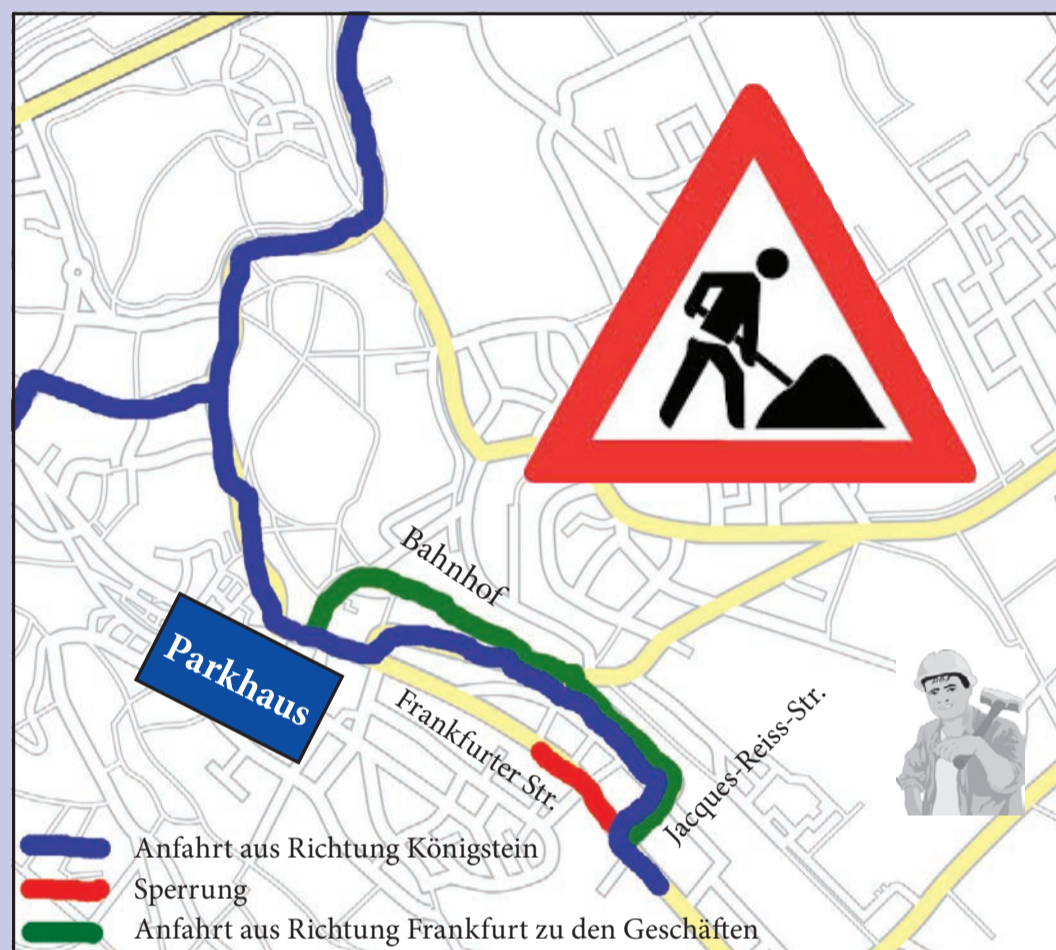 Bahnhof
Parkhaus
Frankfurter Str.
Jacques-Reiss-Str.
Anfahrt aus Richtung Königstein
Sperrung
Anfahrt aus Richtung Frankfurt zu den Geschäften